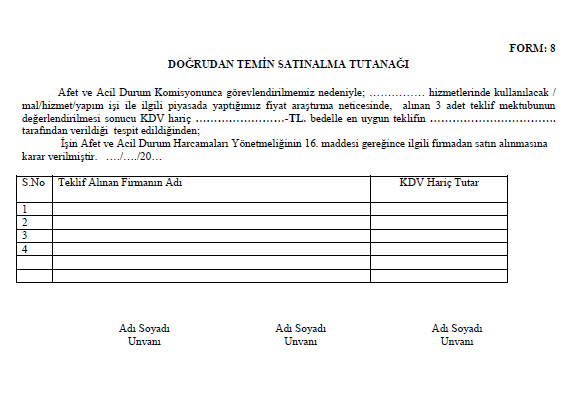 FORM: 8
DOĞRUDAN TEMİN SATINALMA TUTANAĞI
Afet ve Acil Durum Komisyonunca görevlendirilmemiz nedeniyle; …………… hizmetlerinde kullanılacak /
mal/hizmet/yapım işi ile ilgili piyasada yaptığımız fiyat araştırma neticesinde, alınan 3 adet teklif mektubunun
değerlendirilmesi sonucu KDV hariç ……………………-TL. bedelle en uygun teklifin …………………………….
tarafından verildiği tespit edildiğinden;
İşin Afet ve Acil Durum Harcamaları Yönetmeliğinin 16. maddesi gereğince ilgili firmadan satın alınmasına
karar verilmiştir. …./…./20…
S.No Teklif Alınan Firmanın Adı KDV Hariç Tutar
1
2
3
4
Adı Soyadı Adı Soyadı Adı Soyadı
Unvanı Unvanı Unvanı